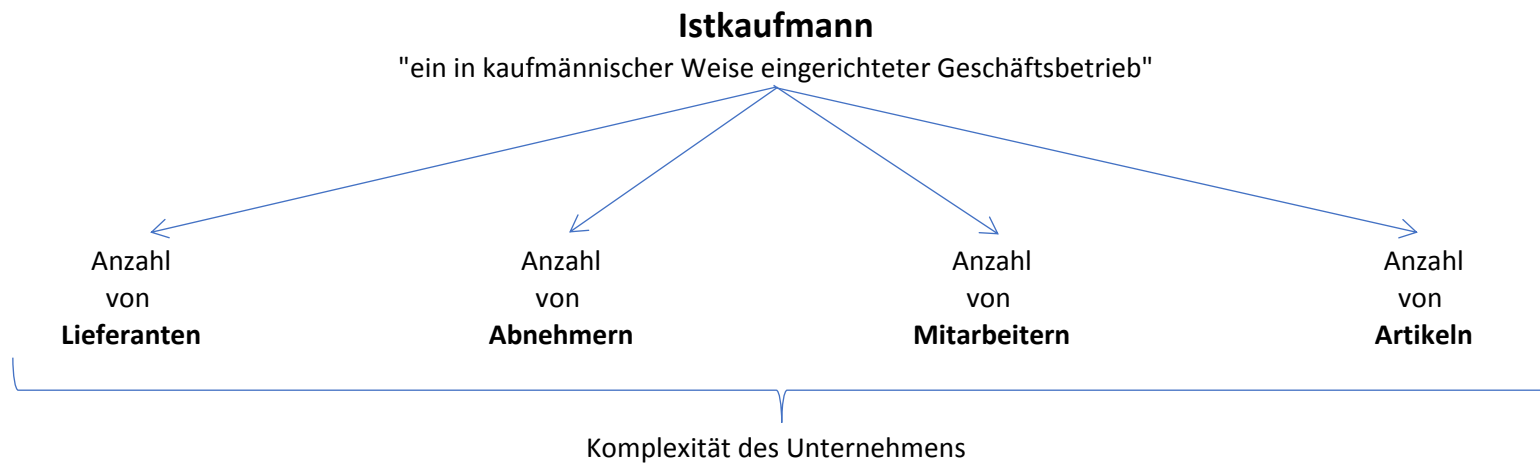 Istkaufmann
"ein in kaufmännischer Weise eingerichteter Geschäftsbetrieb"
Anzahl
von
Lieferanten
Anzahl
von
Abnehmern
Anzahl
von
Mitarbeitern
Anzahl
von
Artikeln
Komplexität des Unternehmens